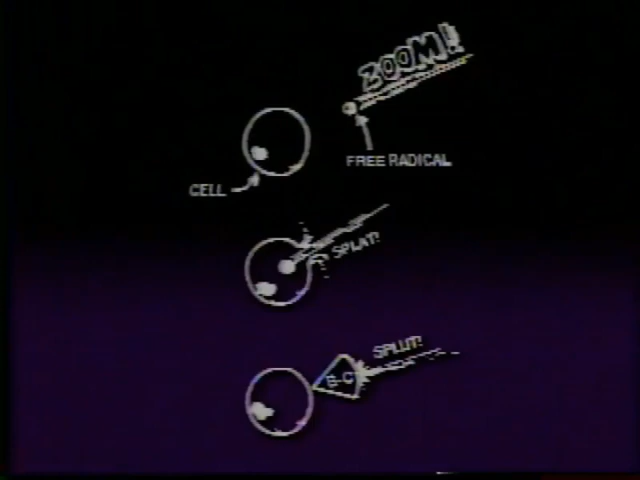 ZOOM!
FREE RADICAL
CELL
SPLAT!
SPLUT!
B-C